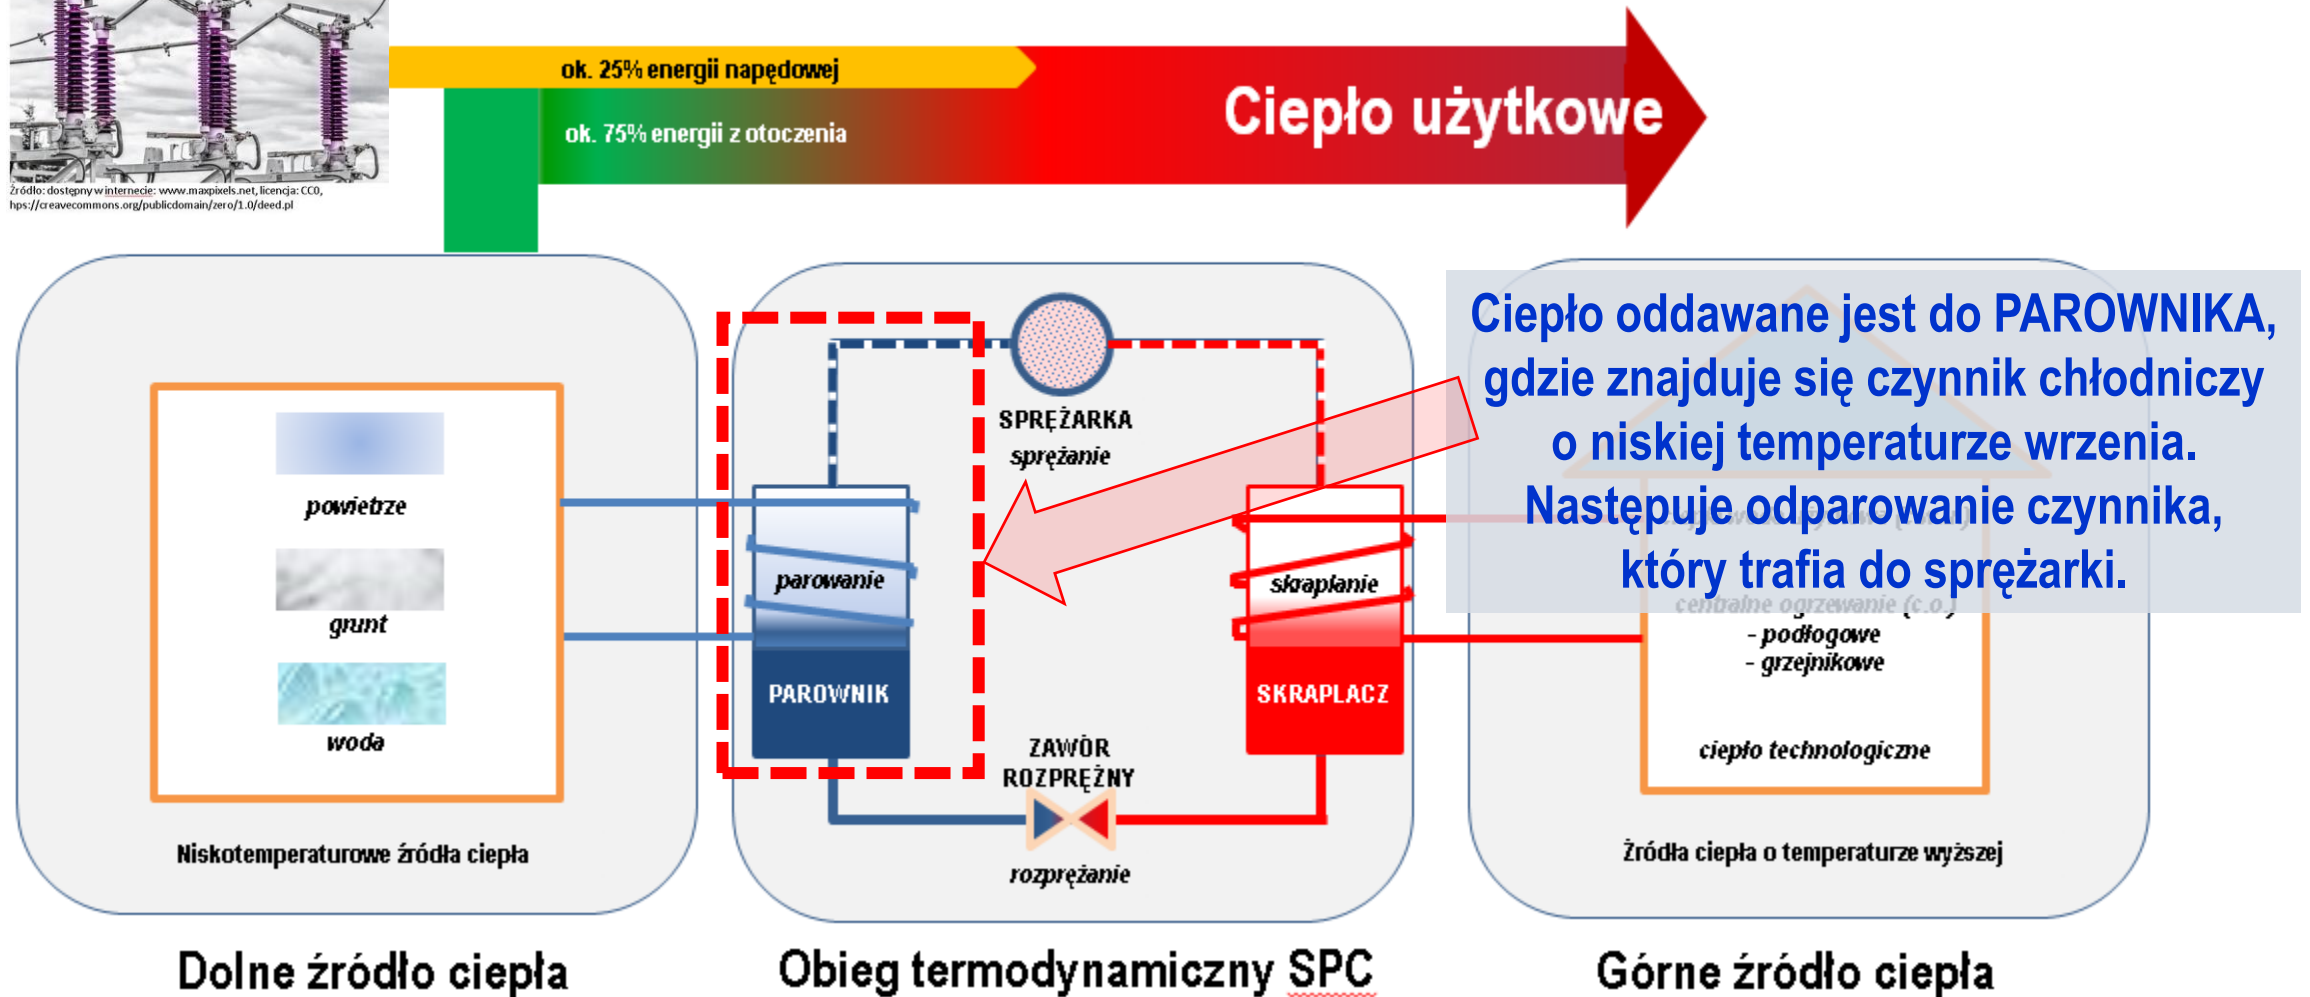 ok. 25% energii napędowej
ok. 75% energii z otoczenia
Ciepło użytkowe
Źródło: dostępny w internecie: www.maxpixels.net, licencja: CC0,
hps://creavecommons.org/publicdomain/zero/1.0/deed.pl
Ciepło oddawane jest do PAROWNIKA,
gdzie znajduje się czynnik chłodniczy
o niskiej temperaturze wrzenia.
Następuje odparowanie czynnika,
który trafia do sprężarki.
powietrze
grunt
woda
Niskotemperaturowe źródła ciepła
Dolne źródło ciepła
SPRĘŻARKA
sprężanie
parowanie
PAROWNIK
skraplanie
SKRAPLACZ
ZAWÓR
ROZPRĘŻNY
rozprężanie
Obieg termodynamiczny SPC
centralne ogrzewanie (c.o.)
- podłogowe
- grzejnikowe
ciepło technologiczne
Źródła ciepła o temperaturze wyższej
Górne źródło ciepła